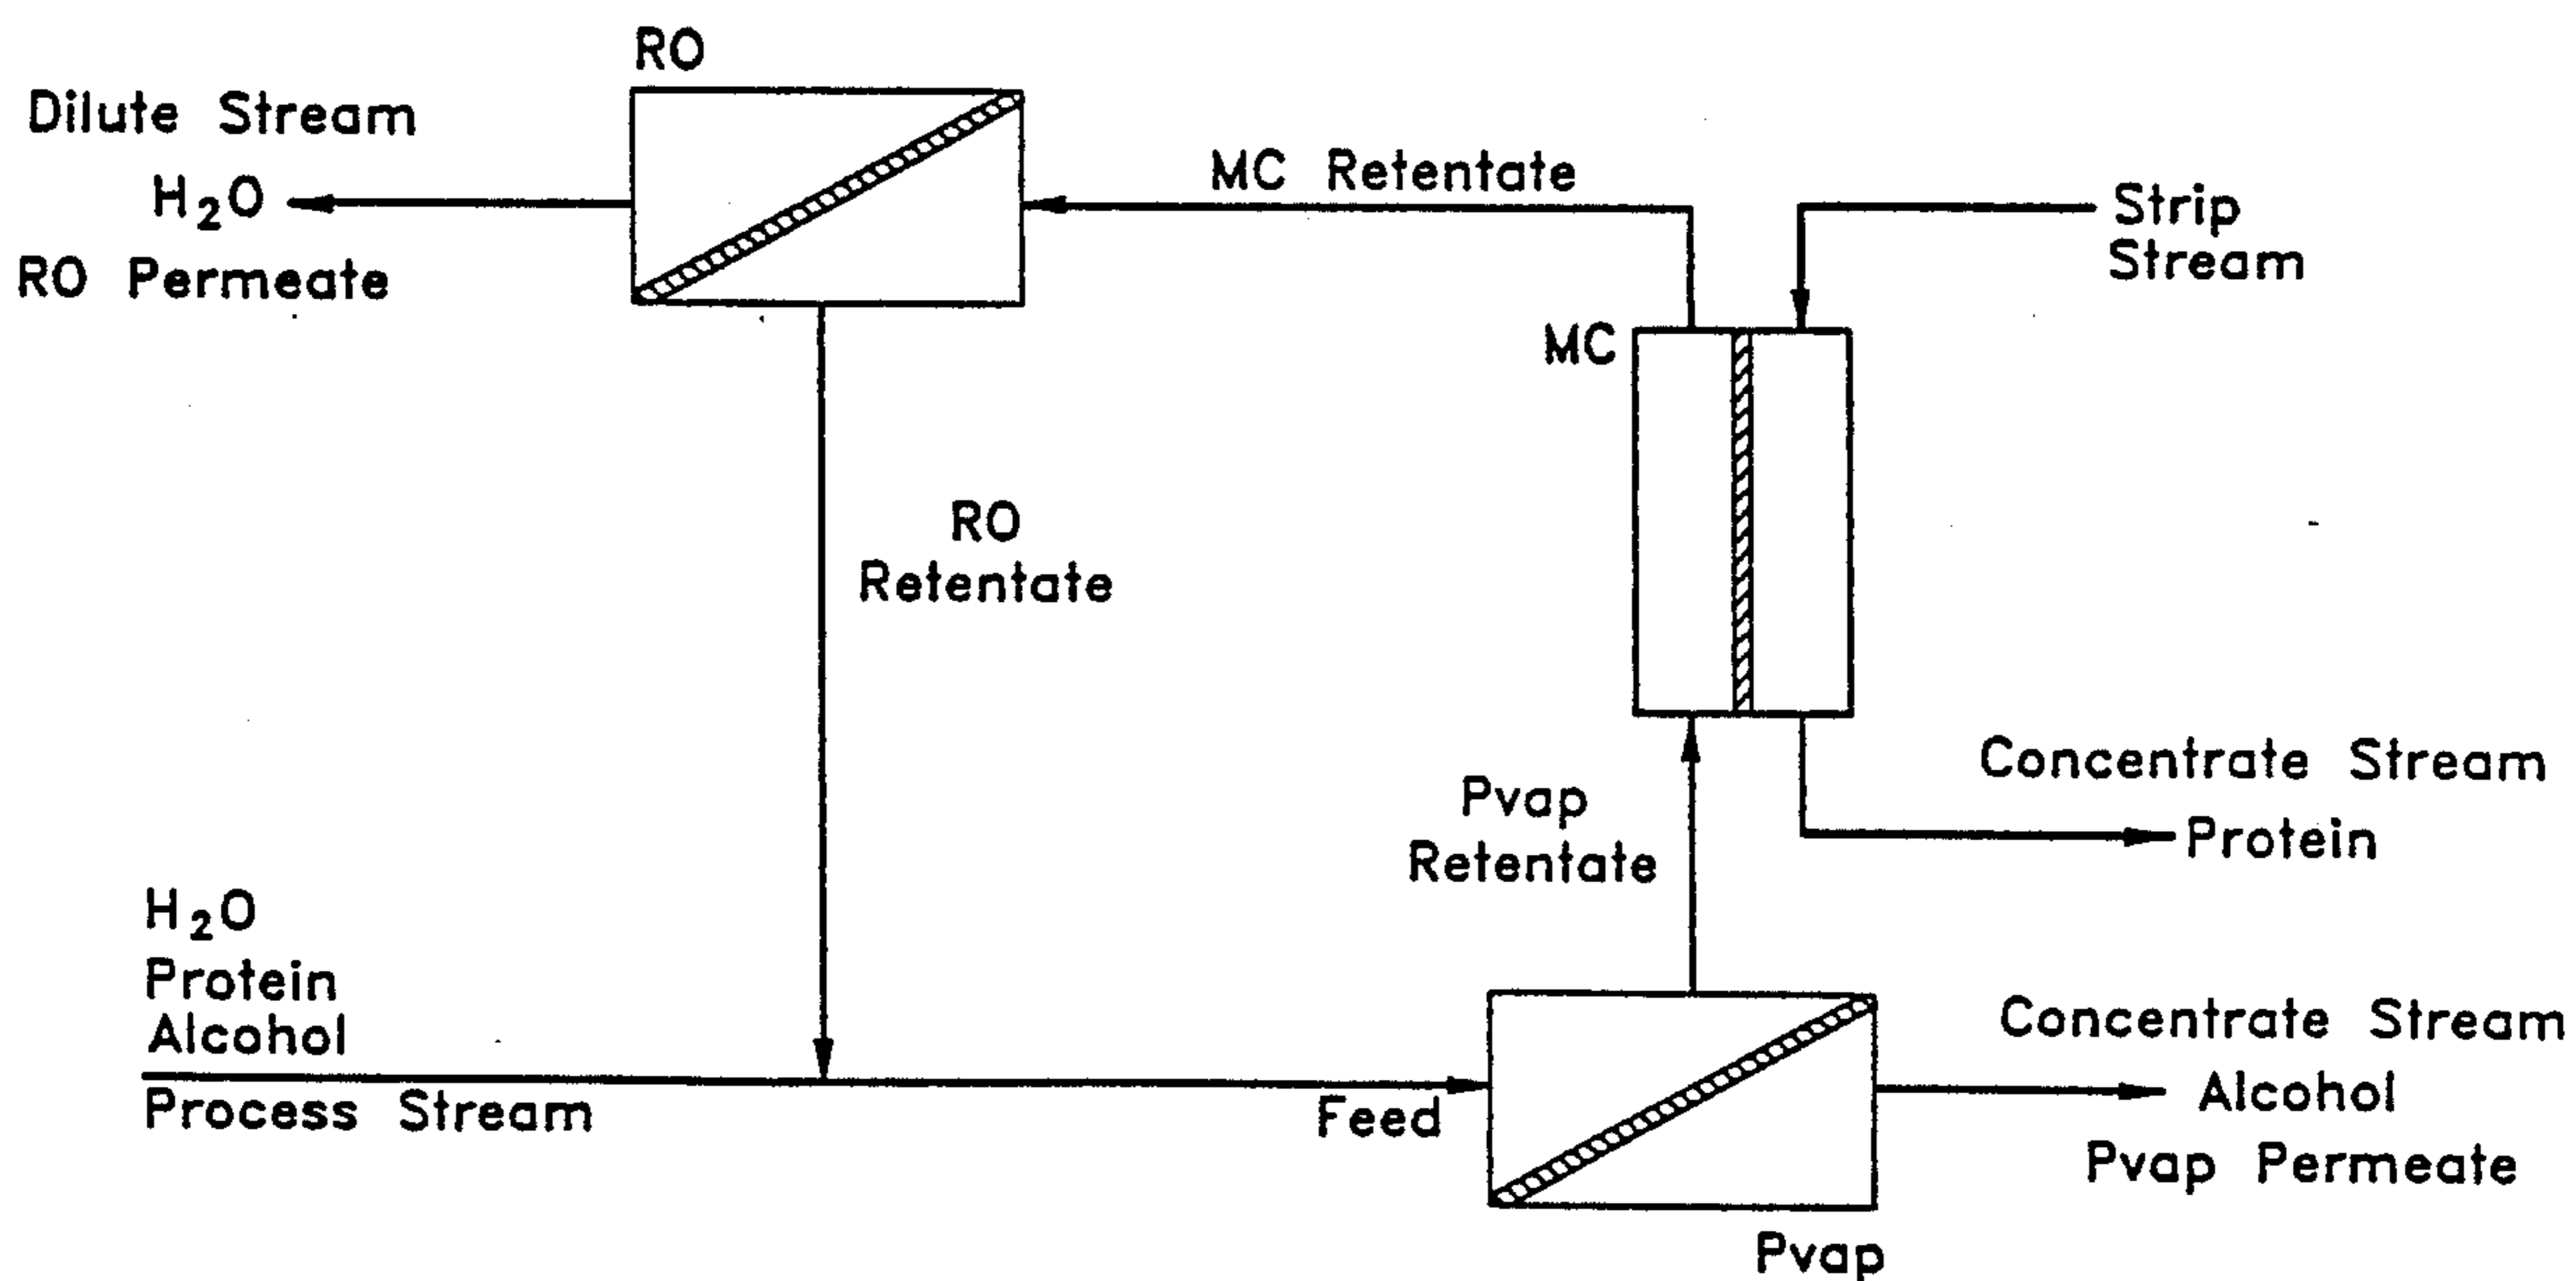 RO
Dilute Stream
H₂O
RO Permeate
MC Retentate
Strip
Stream
MC
RO
Retentate
Concentrate Stream
Protein
Pvap
Retentate
H₂O
Protein
Alcohol
Process Stream
Feed
Concentrate Stream
Alcohol
Pvap Permeate
Pvap